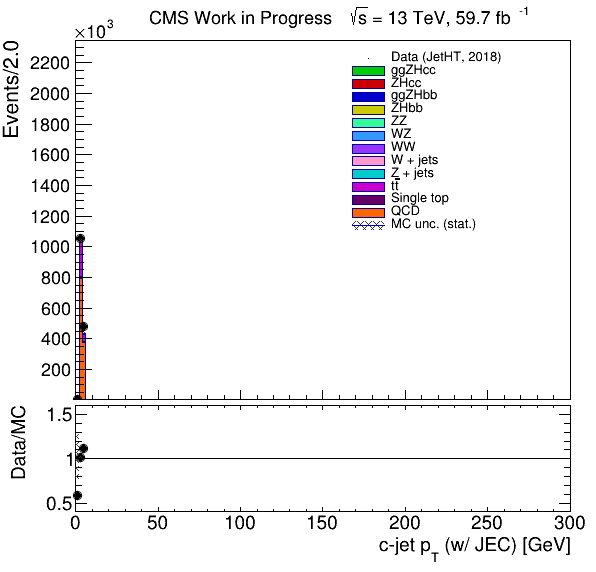 CMS Work in Progress √s = 13 TeV, 59.7 fb⁻¹
×10³
Events/2.0
2200
2000
1800
1600
1400
1200
1000
800
600
400
200
Data (JetHT, 2018)
ggZHcc
ZHcc
ggZHbb
ZHbb
ZZ
WZ
WW
W + jets
Z + jets
tt̅
Single top
QCD
MC unc. (stat.)
Data/MC
1.5
1
0.5
0 50 100 150 200 250 300
c-jet p_T (w/ JEC) [GeV]